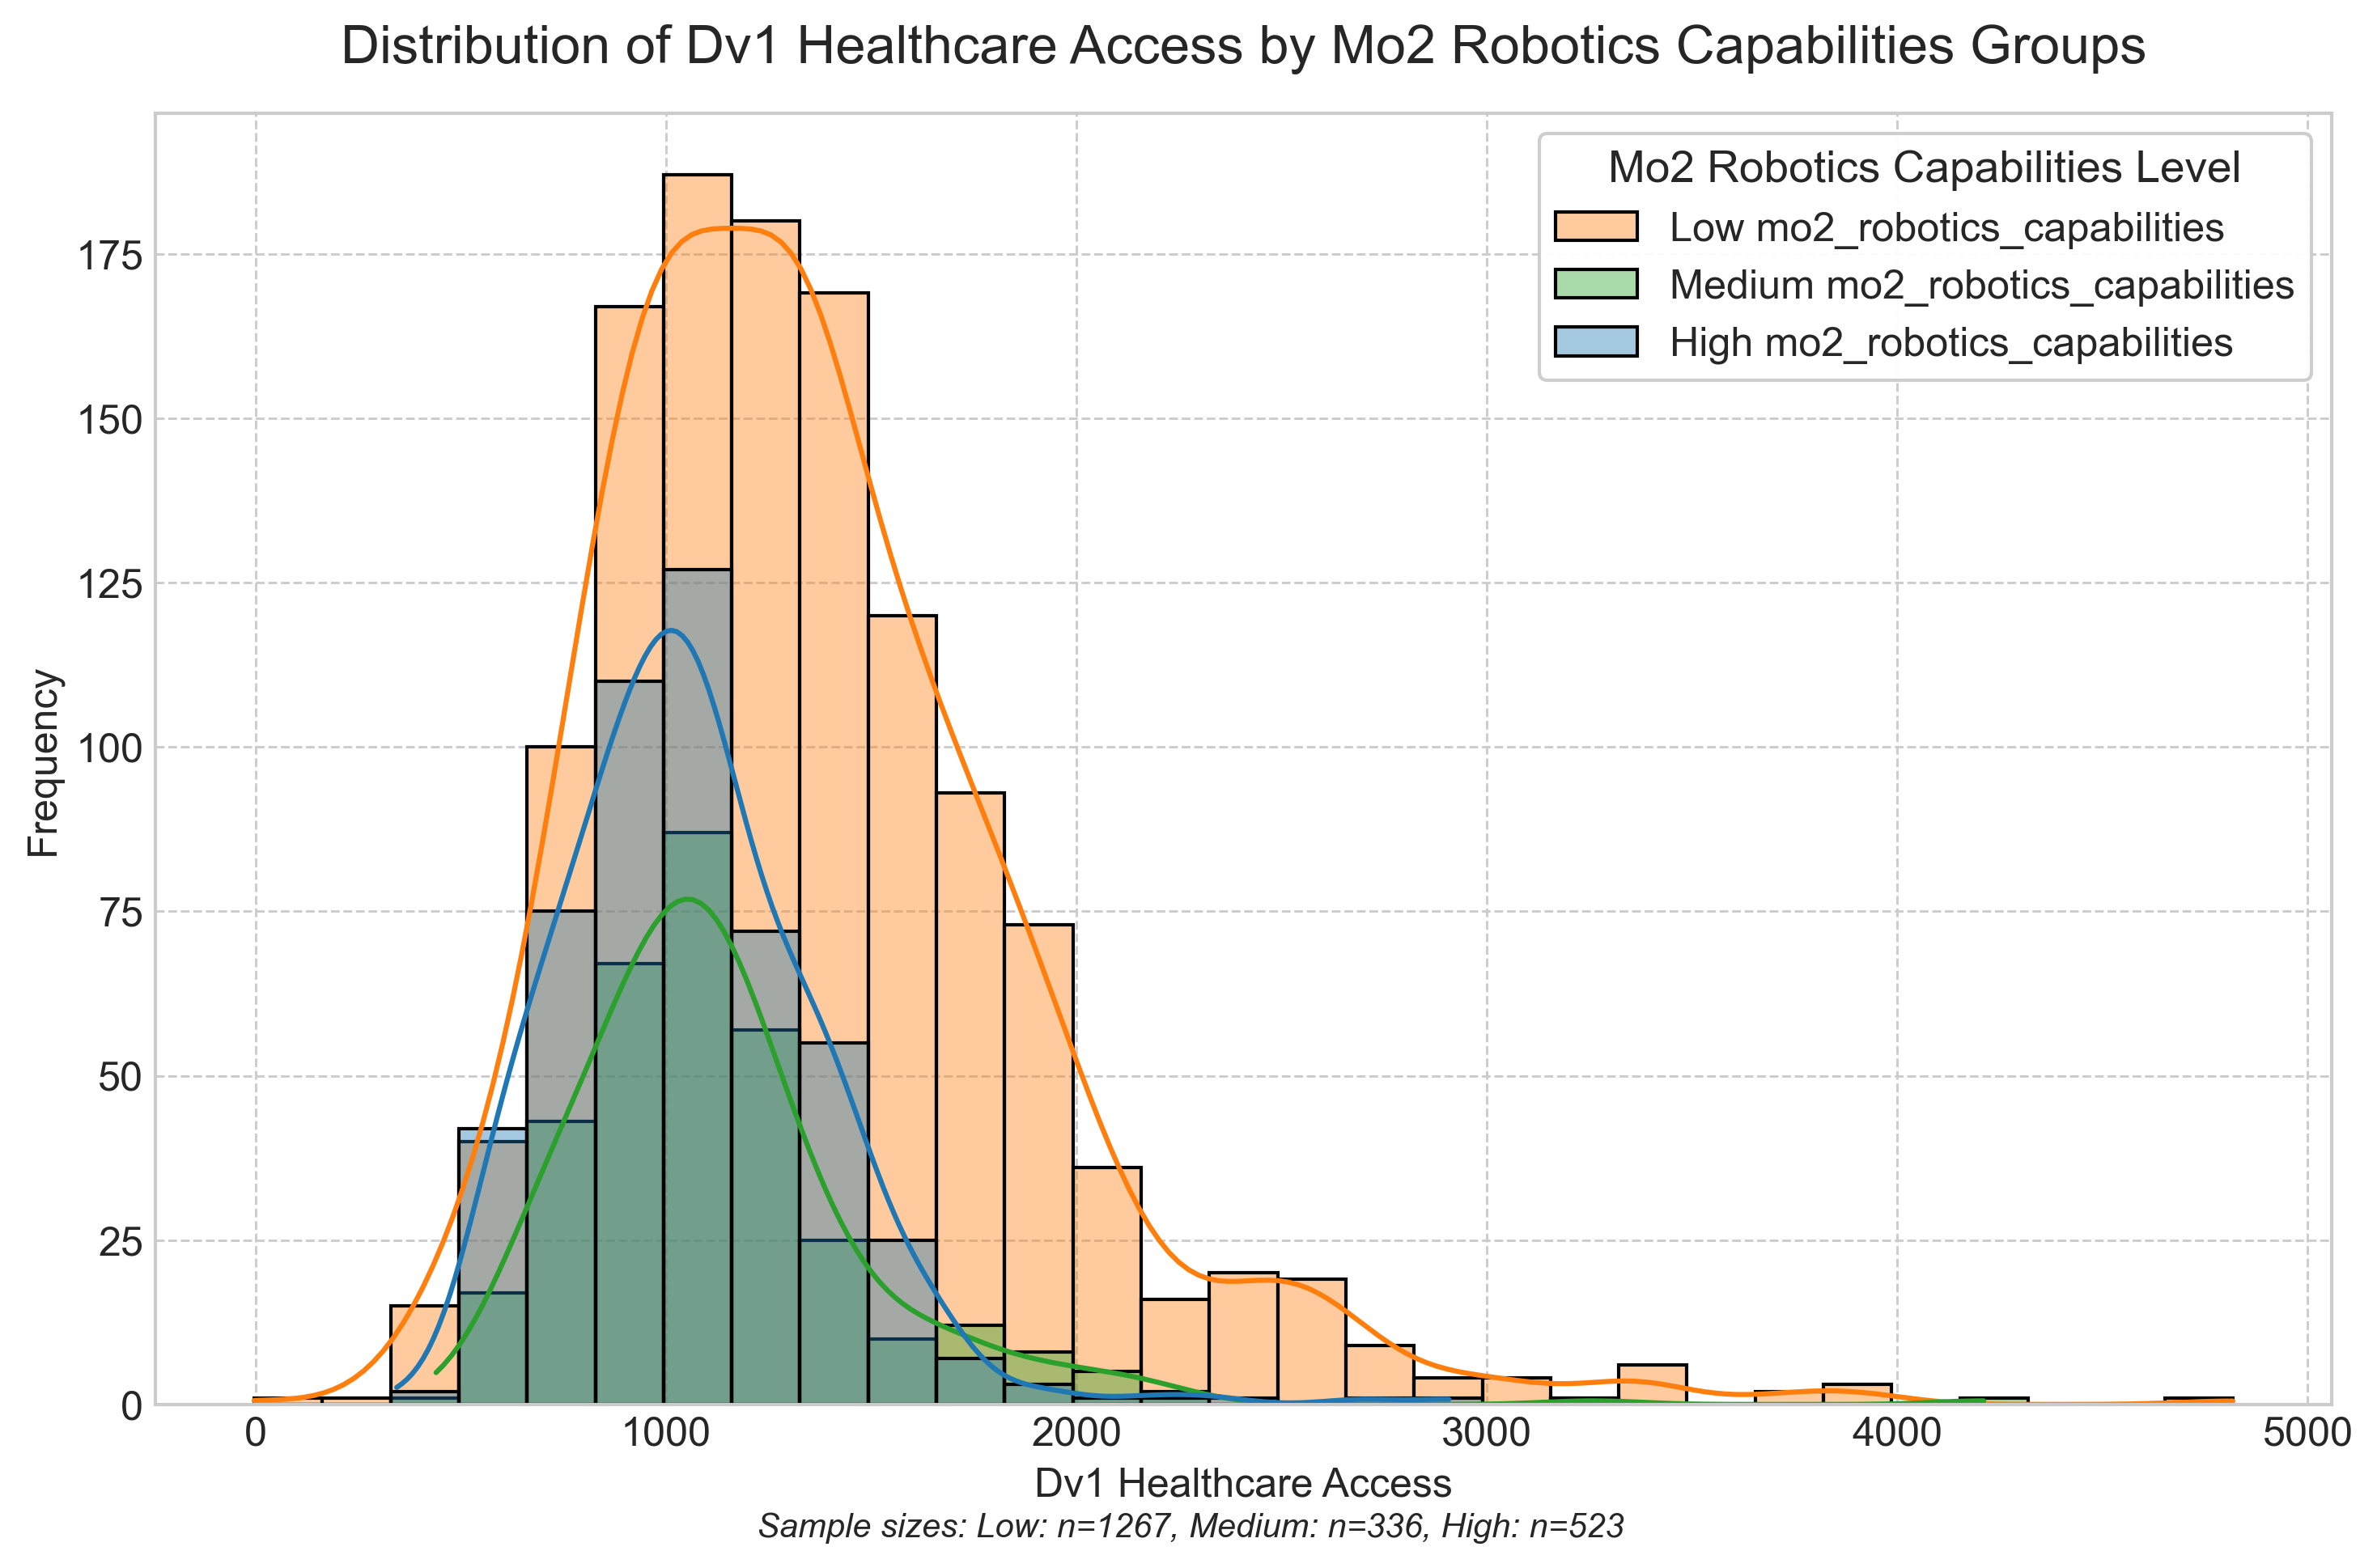 Distribution of Dv1 Healthcare Access by Mo2 Robotics Capabilities Groups
Mo2 Robotics Capabilities Level
Low mo2_robotics_capabilities
Medium mo2_robotics_capabilities
High mo2_robotics_capabilities
Frequency
175
150
125
100
75
50
25
0
0 1000 2000 3000 4000 5000
Dv1 Healthcare Access
Sample sizes: Low: n=1267, Medium: n=336, High: n=523